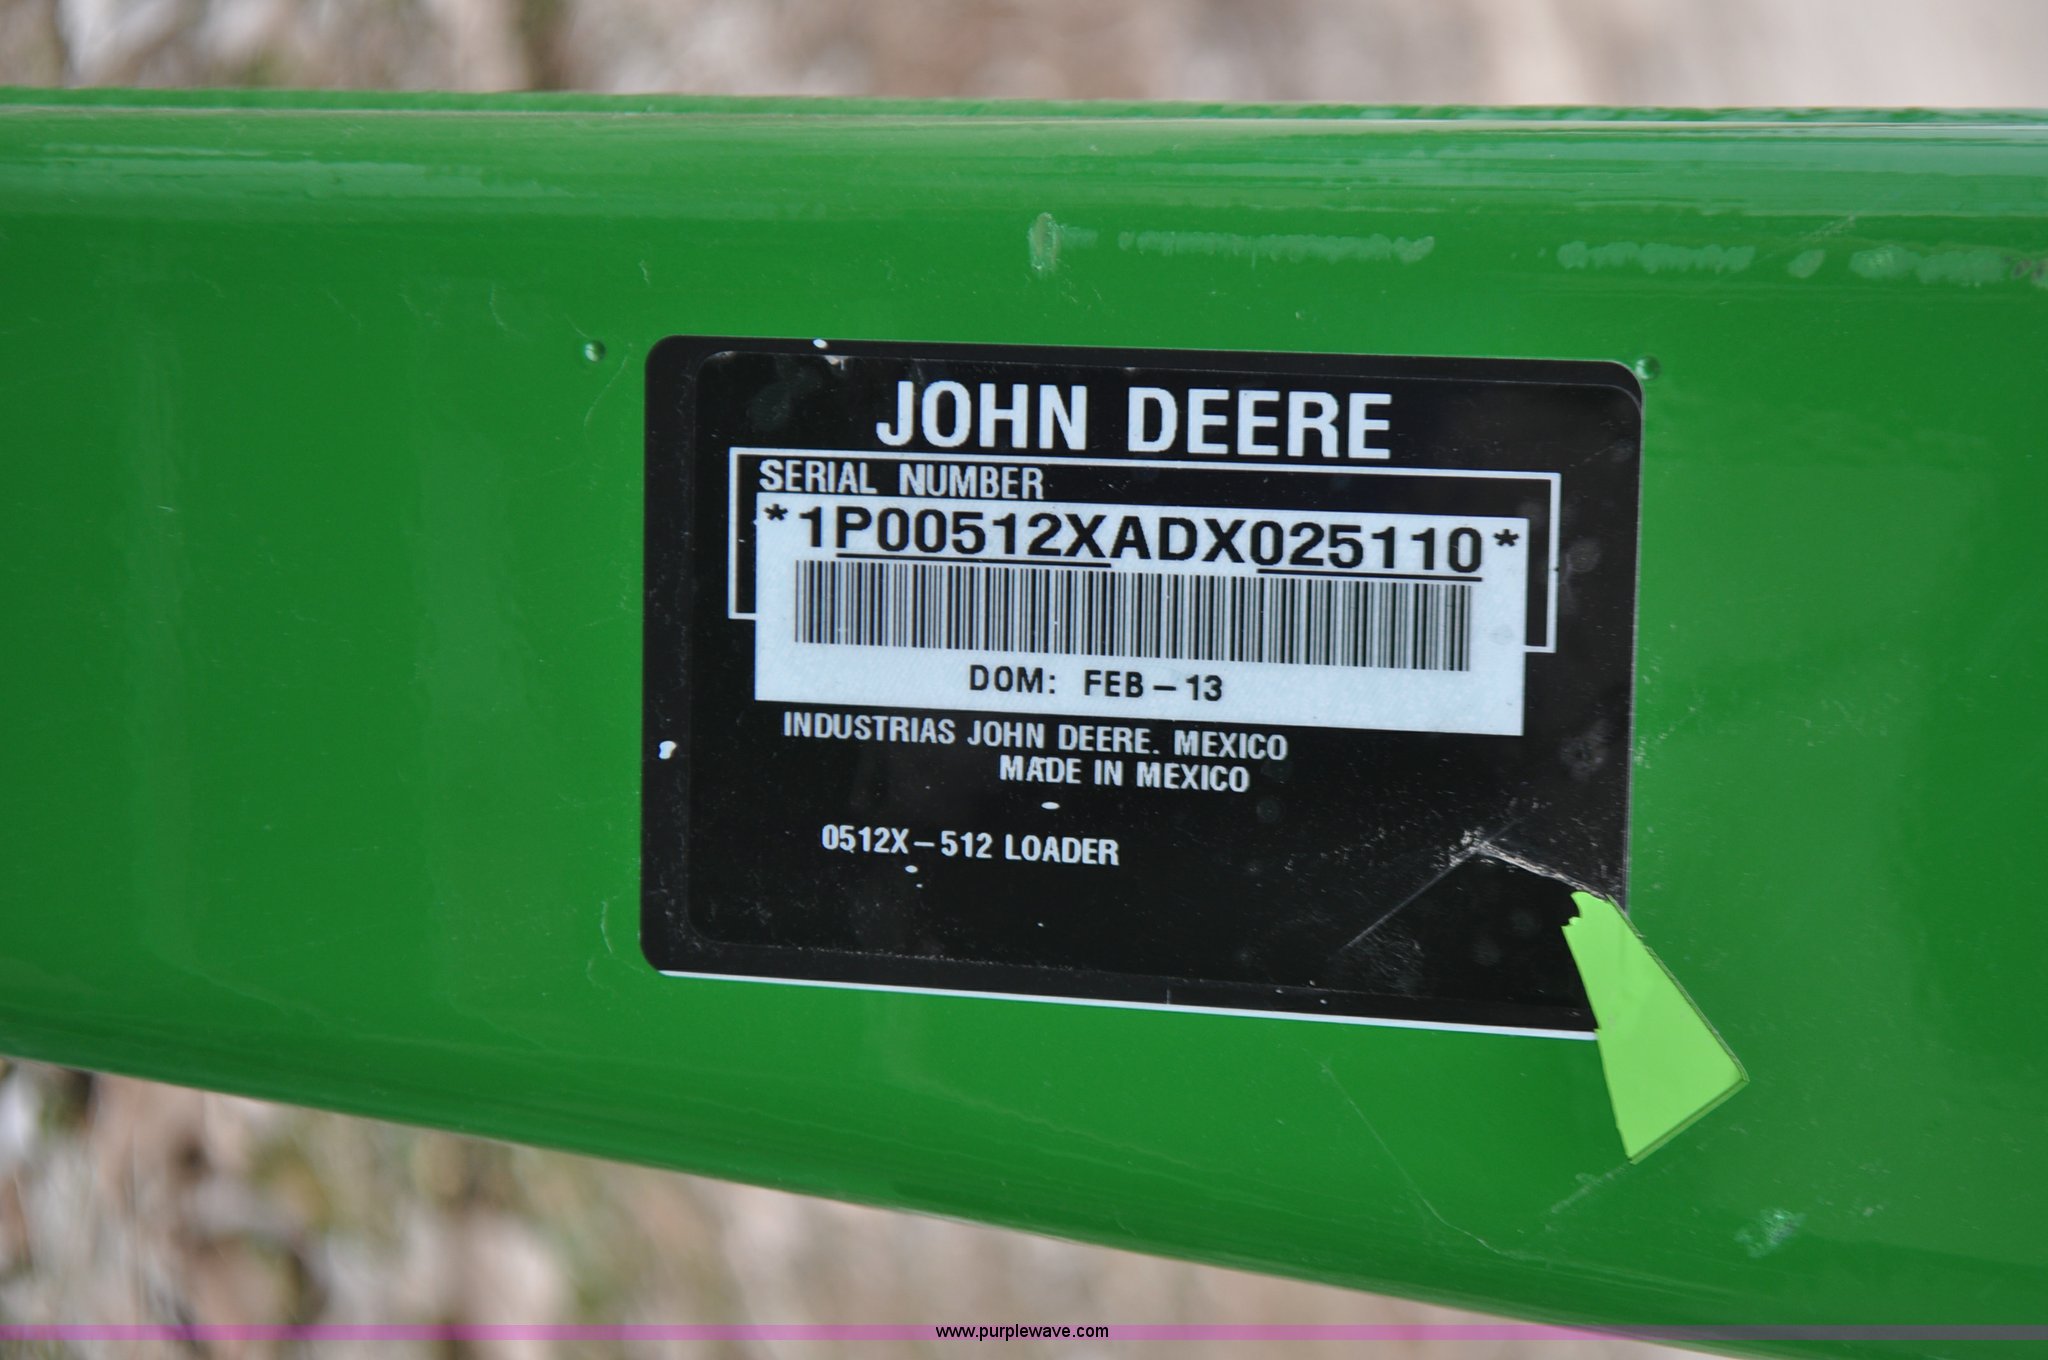 JOHN DEERE
SERIAL NUMBER
*1P00512XADX025110*
DOM: FEB-13
INDUSTRIAS JOHN DEERE. MEXICO
MADE IN MEXICO
0512X-512 LOADER
www.purplewave.com